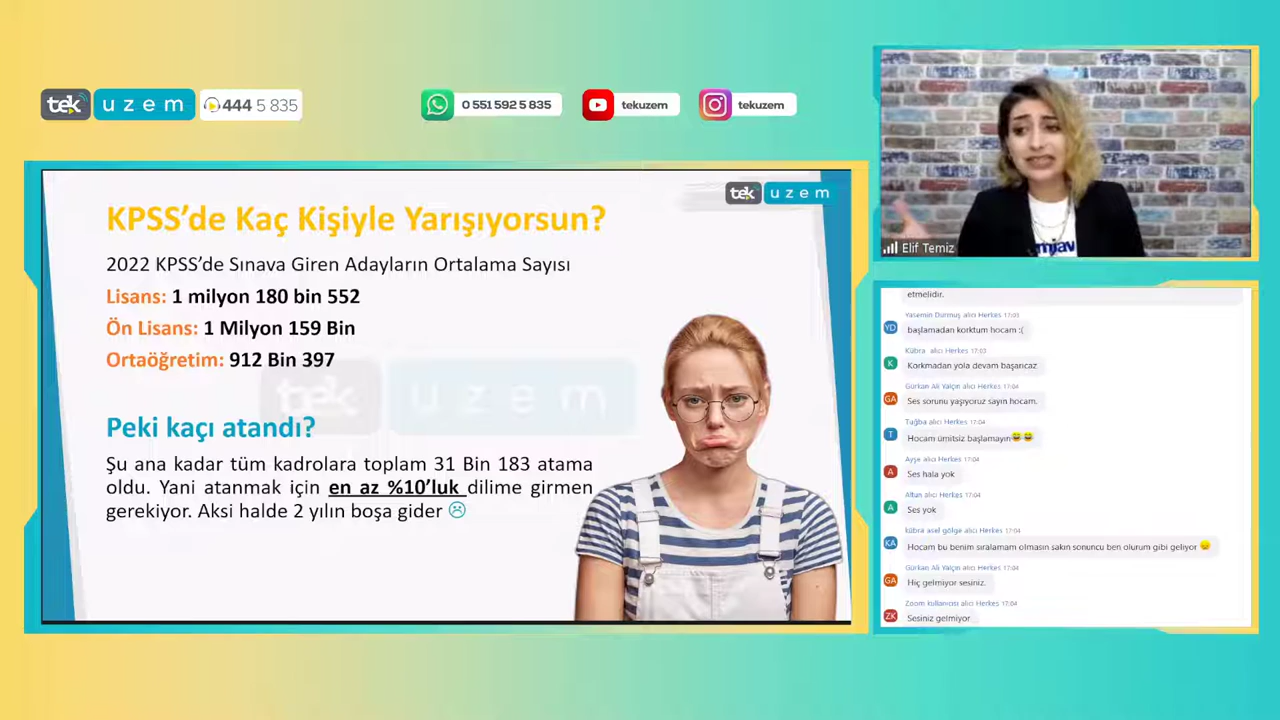 tek uzem 444 5 835
0 551 592 5 835
tekuzem
tekuzem
tek uzem
KPSS’de Kaç Kişiyle Yarışıyorsun?
2022 KPSS’de Sınava Giren Adayların Ortalama Sayısı
Lisans: 1 milyon 180 bin 552
Ön Lisans: 1 Milyon 159 Bin
Ortaöğretim: 912 Bin 397
tek uzem
Peki kaçı atandı?
Şu ana kadar tüm kadrolara toplam 31 Bin 183 atama
oldu. Yani atanmak için en az %10’luk dilime girmen
gerekiyor. Aksi halde 2 yılın boşa gider ☹
Elif Temiz
etmelidir.
Yasemin Durmuş alıcı Herkes 17:03
YD
başlamadan korktum hocam :(
Kübra alıcı Herkes 17:03
K
Korkmadan yola devam başarıcaz
Gürkan Ali Yalçın alıcı Herkes 17:04
GA
Ses sorunu yaşıyoruz sayın hocam.
Tuğba alıcı Herkes 17:04
T
Hocam ümitsiz başlamayın😅😅
Ayşe alıcı Herkes 17:04
A
Ses hala yok
Altun alıcı Herkes 17:04
A
Ses yok
kübra asel gölge alıcı Herkes 17:04
KA
Hocam bu benim sıralamam olmasın sakın sonuncu ben olurum gibi geliyor 😞
Gürkan Ali Yalçın alıcı Herkes 17:04
GA
Hiç gelmiyor sesiniz.
Zoom kullanıcısı alıcı Herkes 17:04
ZK
Sesiniz gelmiyor